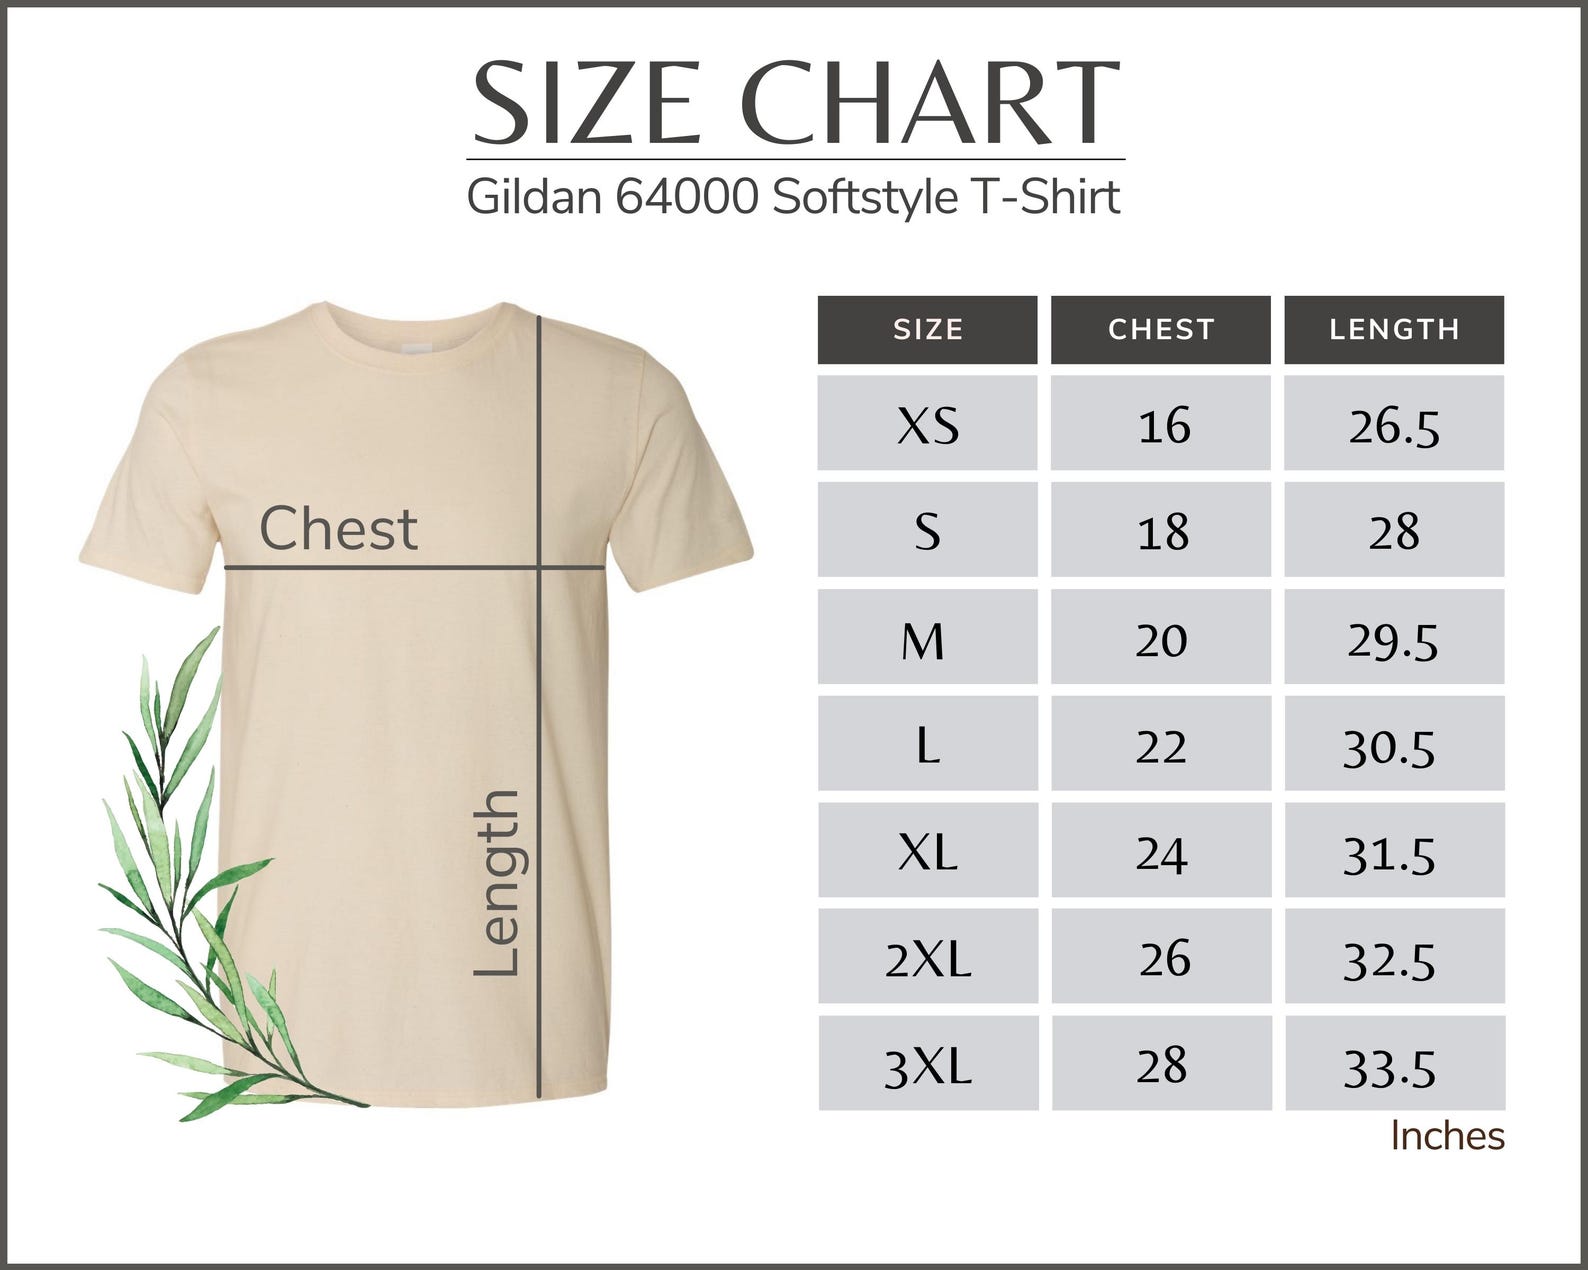 SIZE CHART
Gildan 64000 Softstyle T-Shirt
Chest
Length
SIZE CHEST LENGTH
XS 16 26.5
S 18 28
M 20 29.5
L 22 30.5
XL 24 31.5
2XL 26 32.5
3XL 28 33.5
Inches